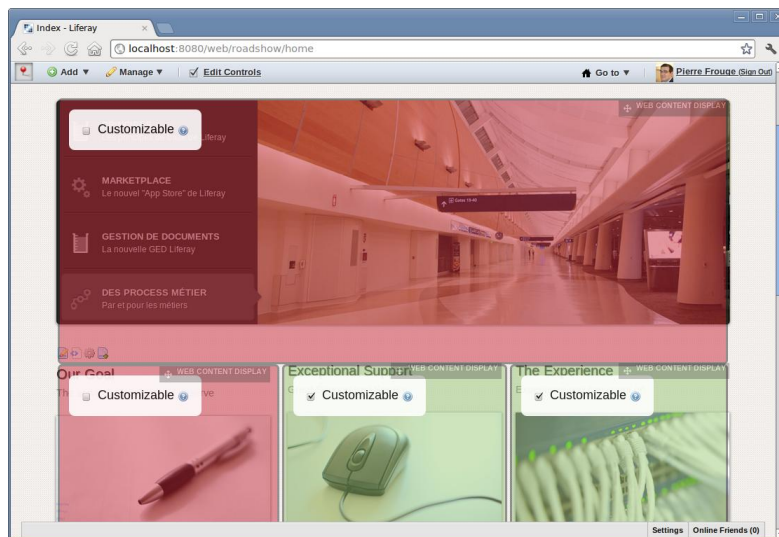 Index - Liferay
localhost:8080/web/roadshow/home
Add Manage Edit Controls Go to Pierre Frouge (Sign Out)
WEB CONTENT DISPLAY
Customizable
Liferay
MARKETPLACE
Le nouvel "App Store" de Liferay
GESTION DE DOCUMENTS
La nouvelle GED Liferay
DES PROCESS MÉTIER
Par et pour les métiers
Our Goal WEB CONTENT DISPLAY
Customizable
Exceptional Support WEB CONTENT DISPLAY
Customizable
The Experience WEB CONTENT DISPLAY
Customizable
Settings Online Friends (0)